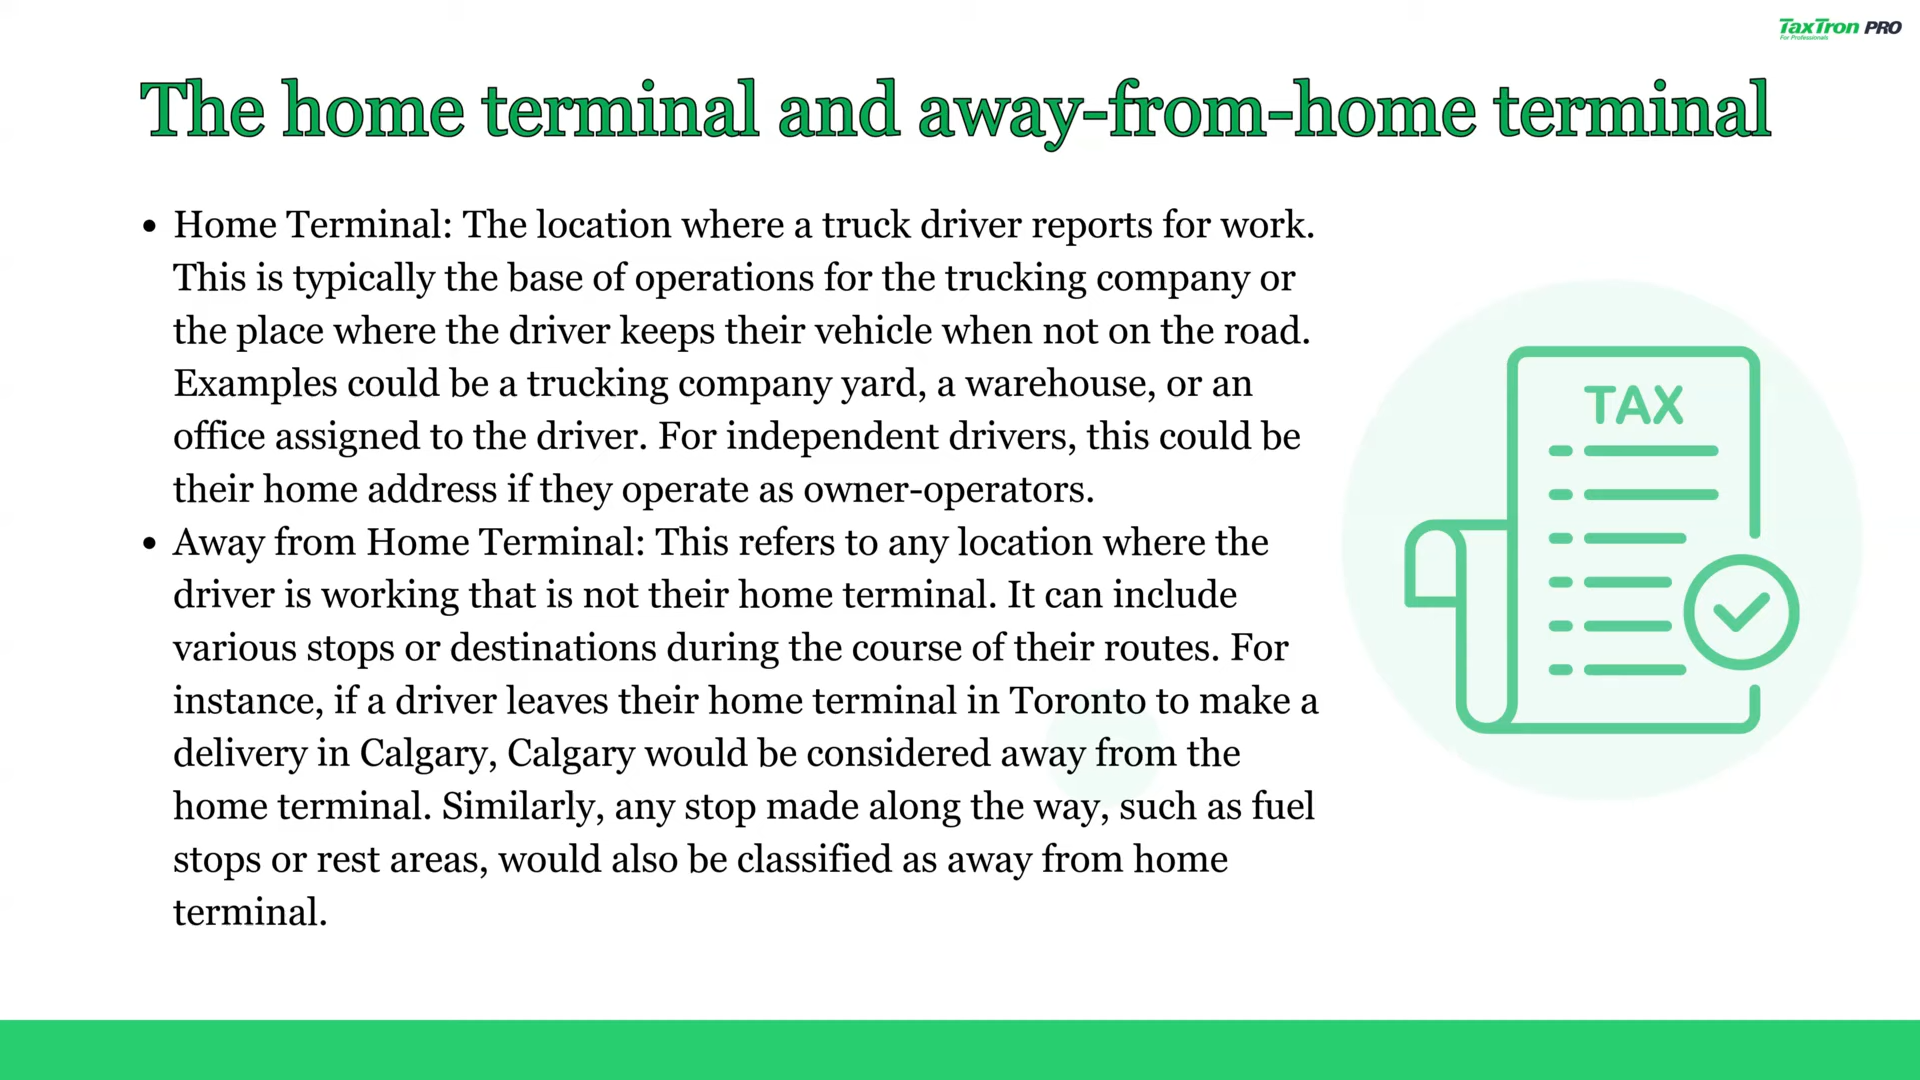 TaxTron PRO
For Professionals
The home terminal and away-from-home terminal
• Home Terminal: The location where a truck driver reports for work.
This is typically the base of operations for the trucking company or
the place where the driver keeps their vehicle when not on the road.
Examples could be a trucking company yard, a warehouse, or an
office assigned to the driver. For independent drivers, this could be
their home address if they operate as owner-operators.
• Away from Home Terminal: This refers to any location where the
driver is working that is not their home terminal. It can include
various stops or destinations during the course of their routes. For
instance, if a driver leaves their home terminal in Toronto to make a
delivery in Calgary, Calgary would be considered away from the
home terminal. Similarly, any stop made along the way, such as fuel
stops or rest areas, would also be classified as away from home
terminal.
TAX